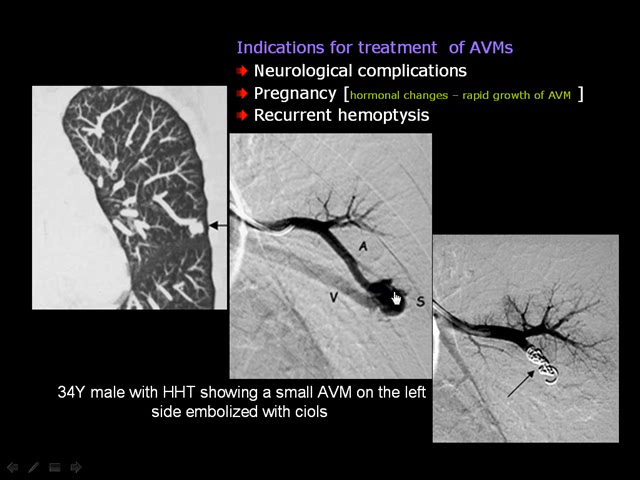 Indications for treatment of AVMs
Neurological complications
Pregnancy [hormonal changes – rapid growth of AVM ]
Recurrent hemoptysis
A
V
S
34Y male with HHT showing a small AVM on the left
side embolized with ciols